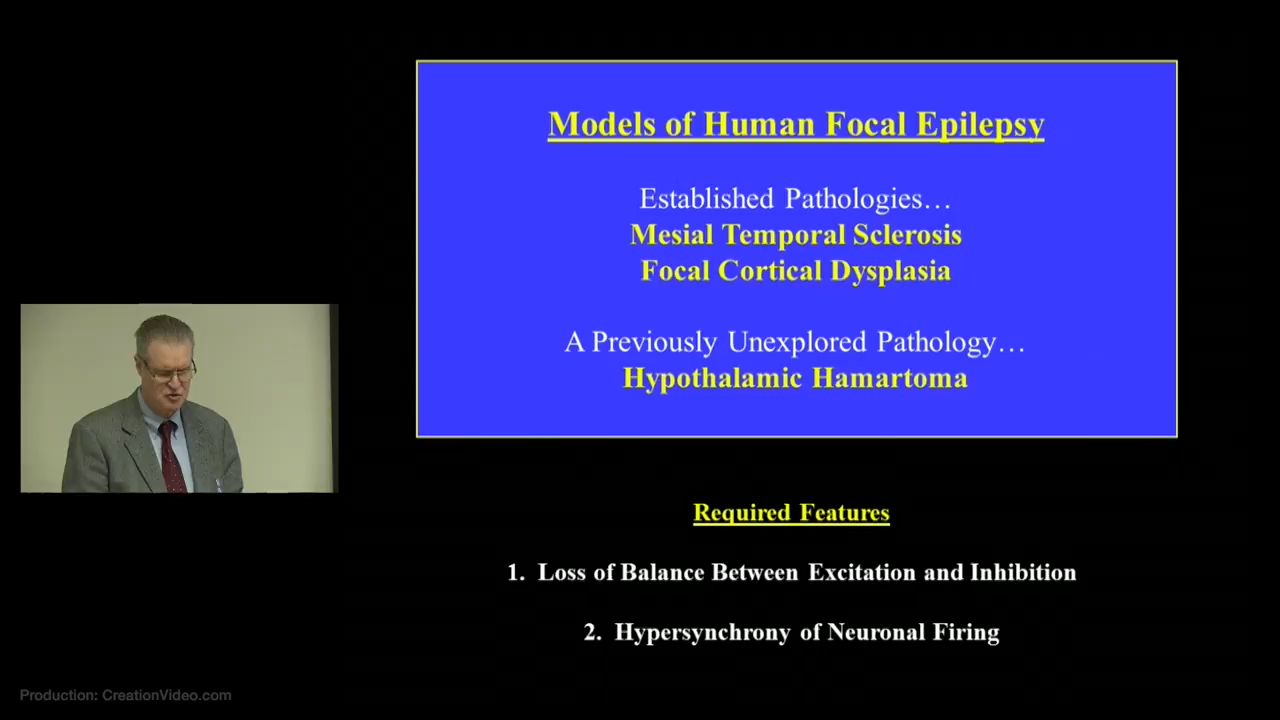 Models of Human Focal Epilepsy
Established Pathologies…
Mesial Temporal Sclerosis
Focal Cortical Dysplasia
A Previously Unexplored Pathology…
Hypothalamic Hamartoma
Required Features
1. Loss of Balance Between Excitation and Inhibition
2. Hypersynchrony of Neuronal Firing
Production: CreationVideo.com